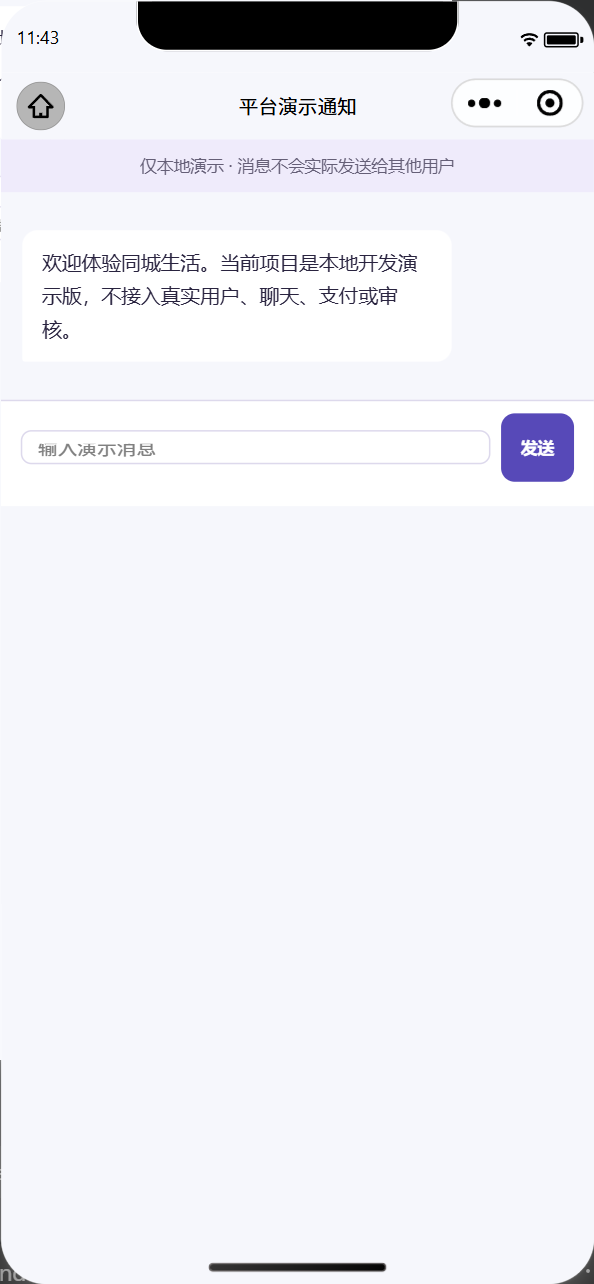 11:43
平台演示通知
仅本地演示 · 消息不会实际发送给其他用户
欢迎体验同城生活。当前项目是本地开发演
示版，不接入真实用户、聊天、支付或审
核。
输入演示消息
发送